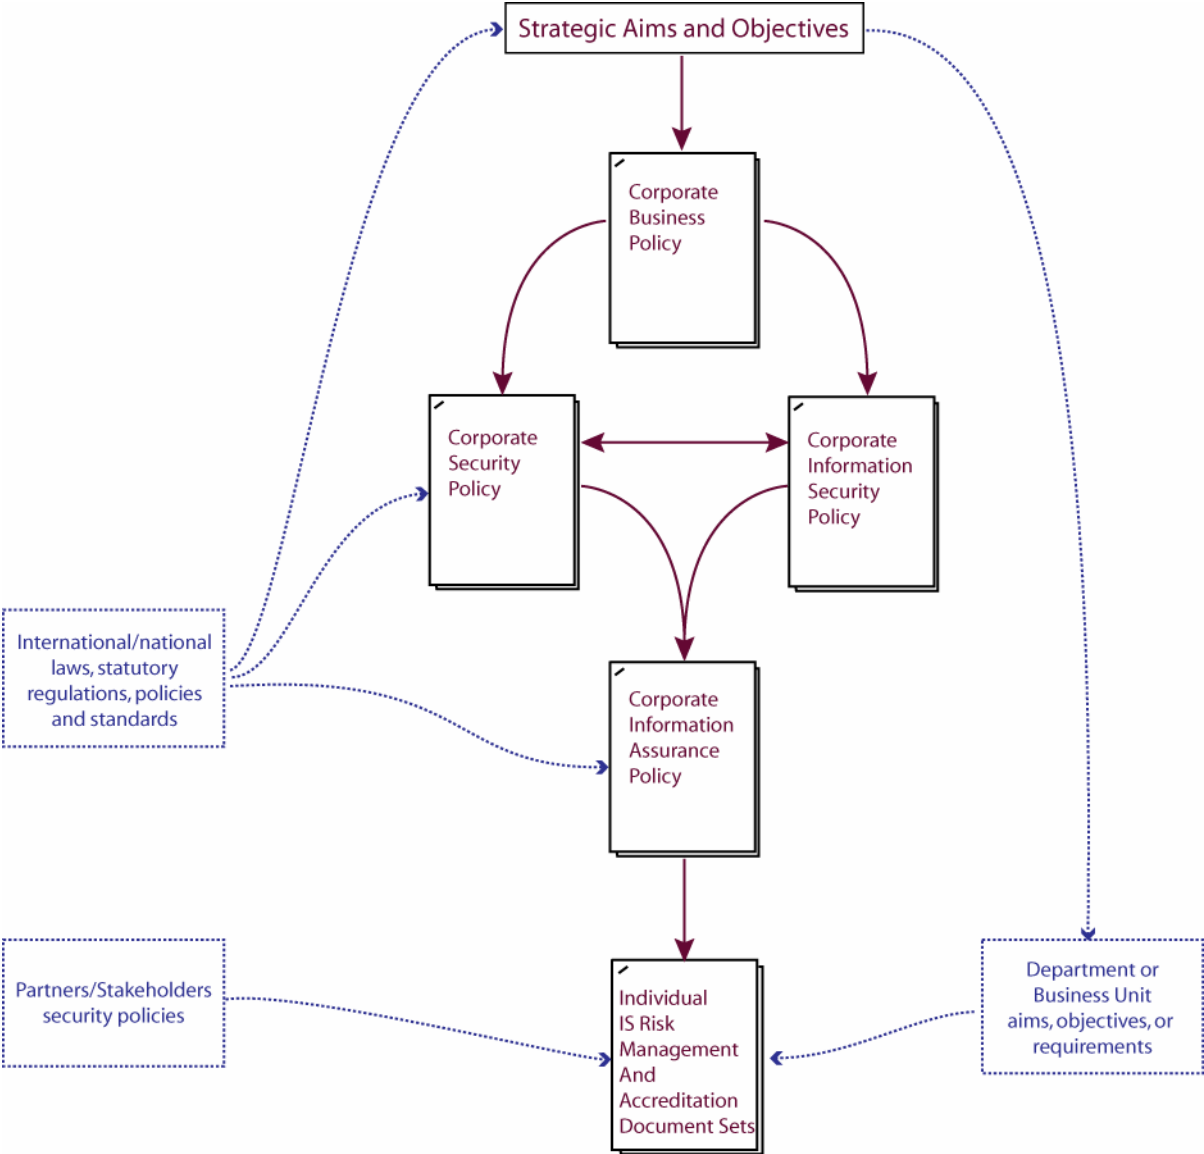 Strategic Aims and Objectives
Corporate
Business
Policy
Corporate
Security
Policy
Corporate
Information
Security
Policy
International/national
laws, statutory
regulations, policies
and standards
Corporate
Information
Assurance
Policy
Partners/Stakeholders
security policies
Individual
IS Risk
Management
And
Accreditation
Document Sets
Department or
Business Unit
aims, objectives, or
requirements